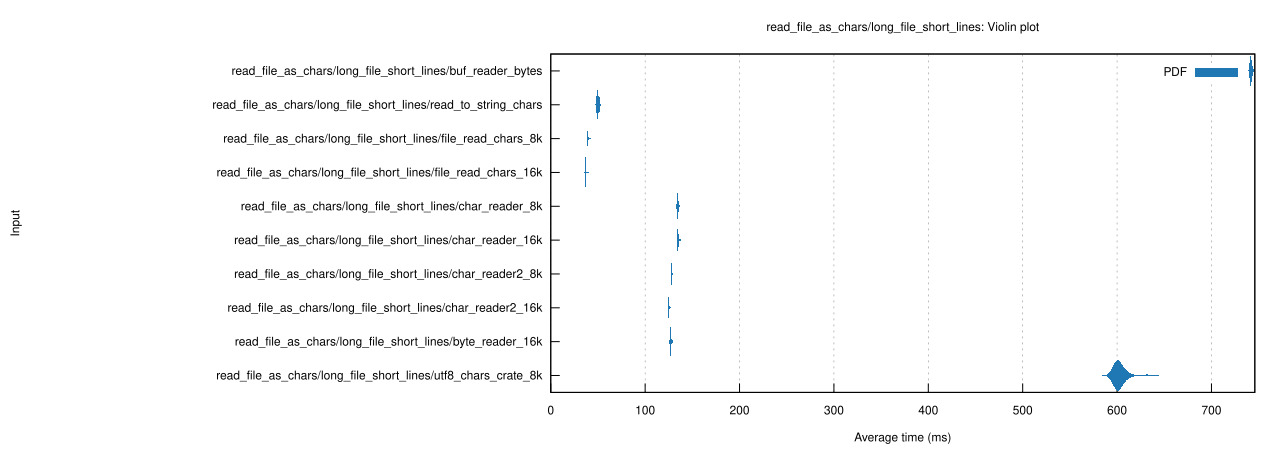 read_file_as_chars/long_file_short_lines: Violin plot
PDF
Input
read_file_as_chars/long_file_short_lines/buf_reader_bytes
read_file_as_chars/long_file_short_lines/read_to_string_chars
read_file_as_chars/long_file_short_lines/file_read_chars_8k
read_file_as_chars/long_file_short_lines/file_read_chars_16k
read_file_as_chars/long_file_short_lines/char_reader_8k
read_file_as_chars/long_file_short_lines/char_reader_16k
read_file_as_chars/long_file_short_lines/char_reader2_8k
read_file_as_chars/long_file_short_lines/char_reader2_16k
read_file_as_chars/long_file_short_lines/byte_reader_16k
read_file_as_chars/long_file_short_lines/utf8_chars_crate_8k
0 100 200 300 400 500 600 700
Average time (ms)